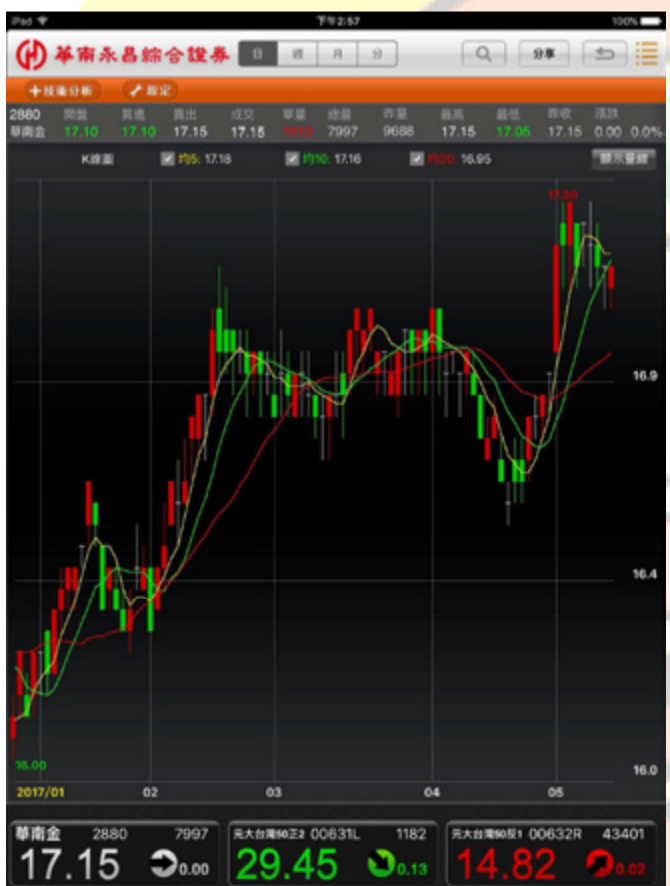 iPad 下午2:57 100%
華南永昌綜合證券 日 週 月 分 分享
+技術分析 設定
2880 開盤 買進 賣出 成交 單量 總量 昨量 最高 最低 昨收 漲跌
華南金 17.10 17.10 17.15 17.15 7997 9688 17.15 17.05 17.15 0.00 0.0%
K線圖 均5: 17.18 均10: 17.16 均20: 16.95 顯示量線
17.30
16.9
16.4
16.00
16.0
2017/01 02 03 04 05
華南金 2880 7997 元大台灣50正2 00631L 1182 元大台灣50反1 00632R 43401
17.15 0.00 29.45 0.13 14.82 0.02